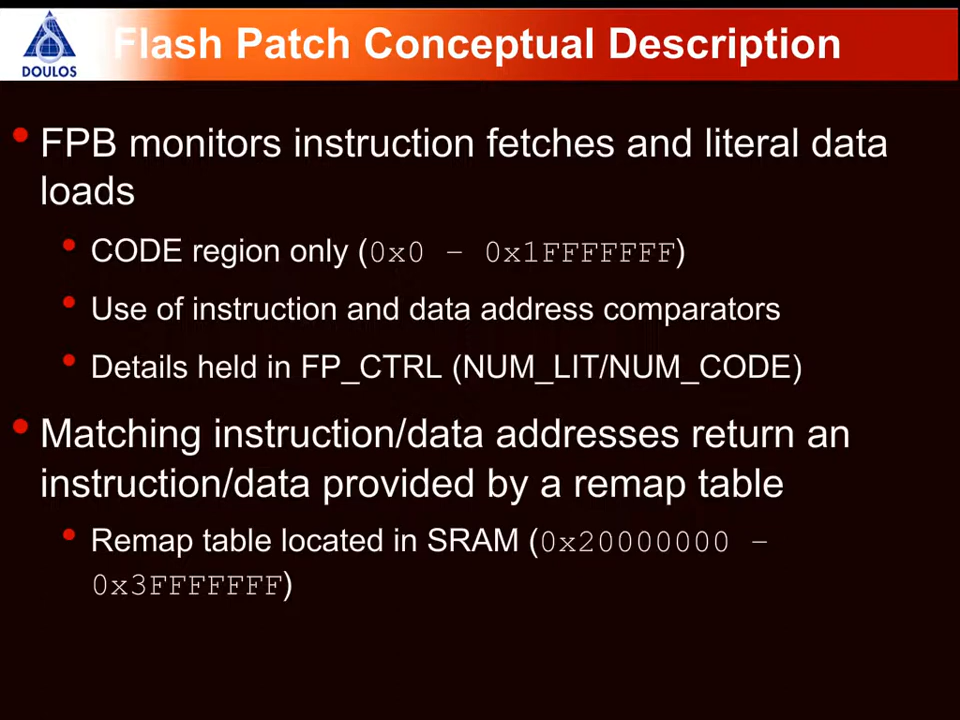 DOULOS
Flash Patch Conceptual Description
• FPB monitors instruction fetches and literal data
loads
• CODE region only (0x0 – 0x1FFFFFFF)
• Use of instruction and data address comparators
• Details held in FP_CTRL (NUM_LIT/NUM_CODE)
• Matching instruction/data addresses return an
instruction/data provided by a remap table
• Remap table located in SRAM (0x20000000 –
0x3FFFFFFF)